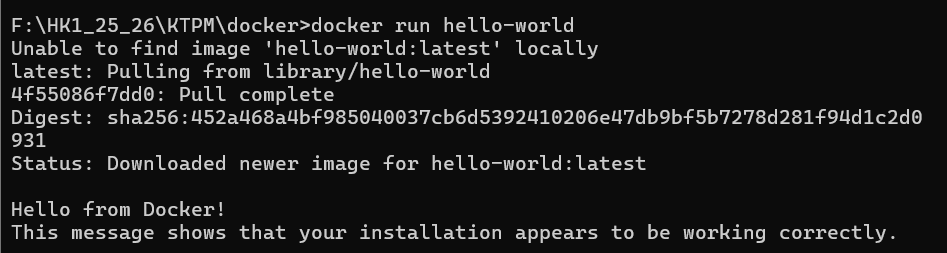 F:\HK1_25_26\KTPM\docker>docker run hello-world
Unable to find image 'hello-world:latest' locally
latest: Pulling from library/hello-world
4f55086f7dd0: Pull complete
Digest: sha256:452a468a4bf985040037cb6d5392410206e47db9bf5b7278d281f94d1c2d0
931
Status: Downloaded newer image for hello-world:latest

Hello from Docker!
This message shows that your installation appears to be working correctly.